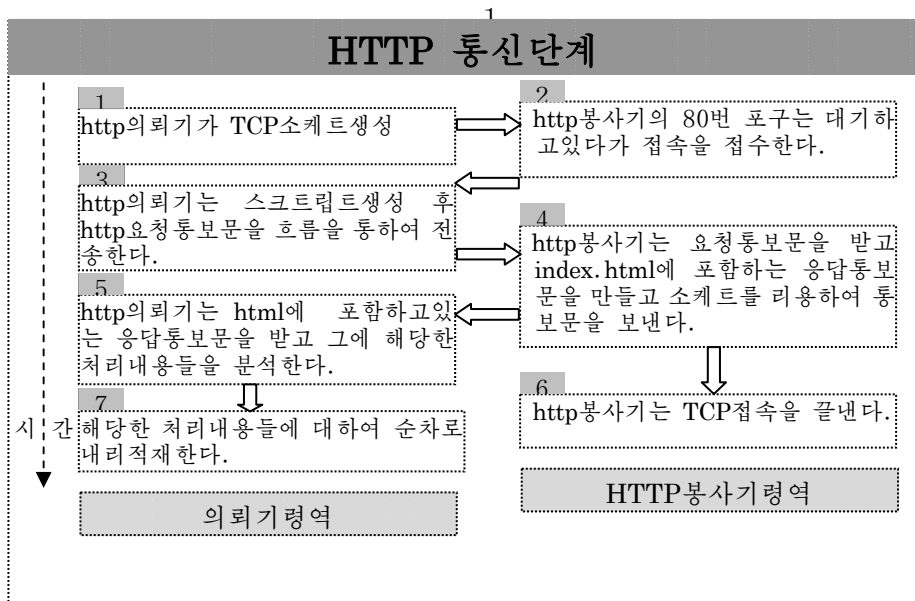 1
HTTP 통신단계
1
http의뢰기가 TCP소케트생성
2
http봉사기의 80번 포구는 대기하
고있다가 접속을 접수한다.
3
http의뢰기는 스크트립트생성 후
http요청통보문을 흐름을 통하여 전
송한다.
4
http봉사기는 요청통보문을 받고
index.html에 포함하는 응답통보
문을 만들고 소케트를 리용하여 통
보문을 보낸다.
5
http의뢰기는 html에 포함하고있
는 응답통보문을 받고 그에 해당한
처리내용들을 분석한다.
6
http봉사기는 TCP접속을 끝낸다.
7
해당한 처리내용들에 대하여 순차로
내리적재한다.
시 간
의뢰기령역
HTTP봉사기령역